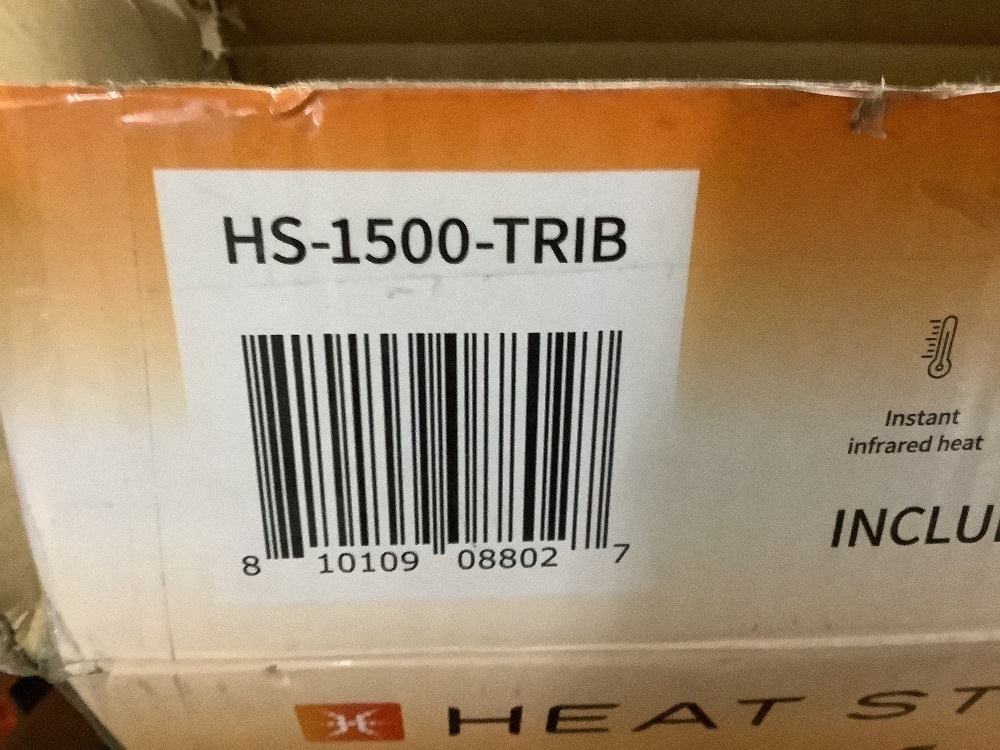 HS-1500-TRIB
8 10109 08802 7
Instant
infrared heat
INCLU
HEAT ST